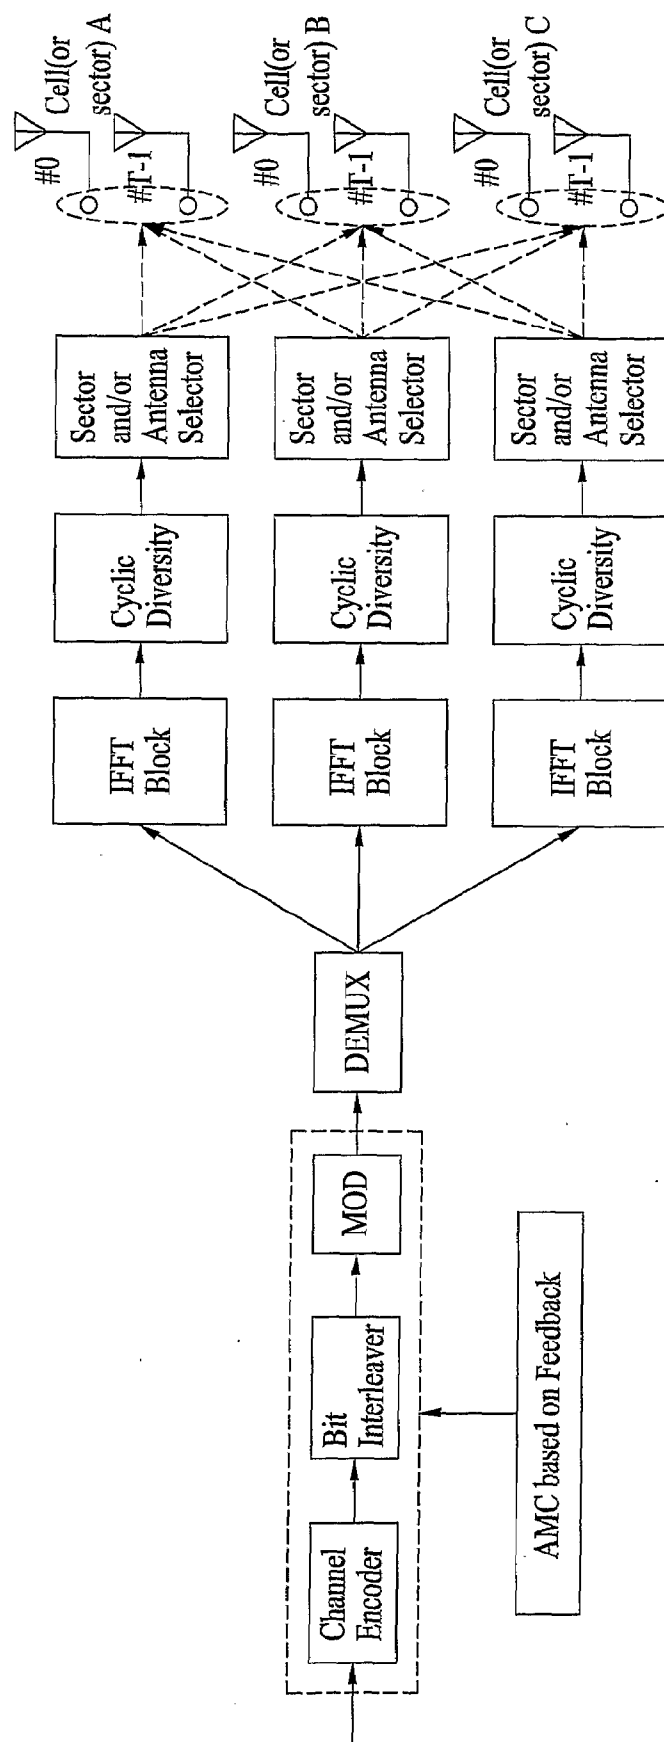 Channel
Encoder
Bit
Interleaver
MOD
AMC based on Feedback
DEMUX
IFFT
Block
Cyclic
Diversity
Sector
and/or
Antenna
Selector
#0
#T-1
Cell(or
sector) A
IFFT
Block
Cyclic
Diversity
Sector
and/or
Antenna
Selector
#0
#T-1
Cell(or
sector) B
IFFT
Block
Cyclic
Diversity
Sector
and/or
Antenna
Selector
#0
#T-1
Cell(or
sector) C